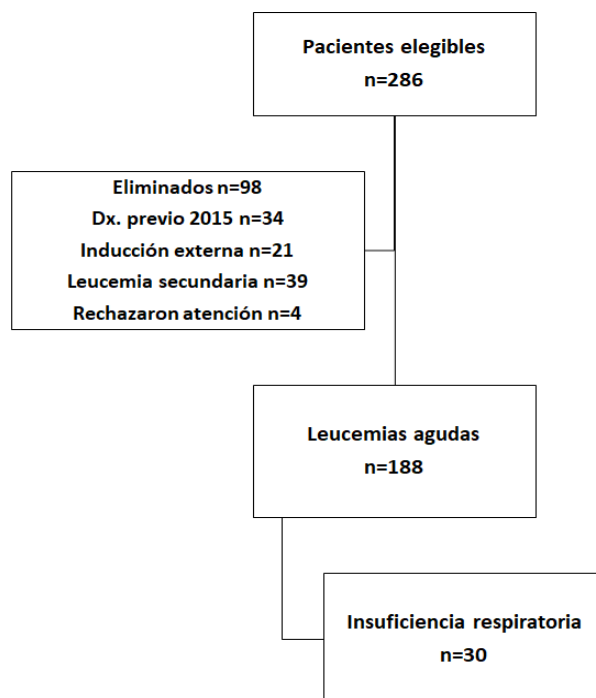 Pacientes elegibles
n=286
Eliminados n=98
Dx. previo 2015 n=34
Inducción externa n=21
Leucemia secundaria n=39
Rechazaron atención n=4
Leucemias agudas
n=188
Insuficiencia respiratoria
n=30